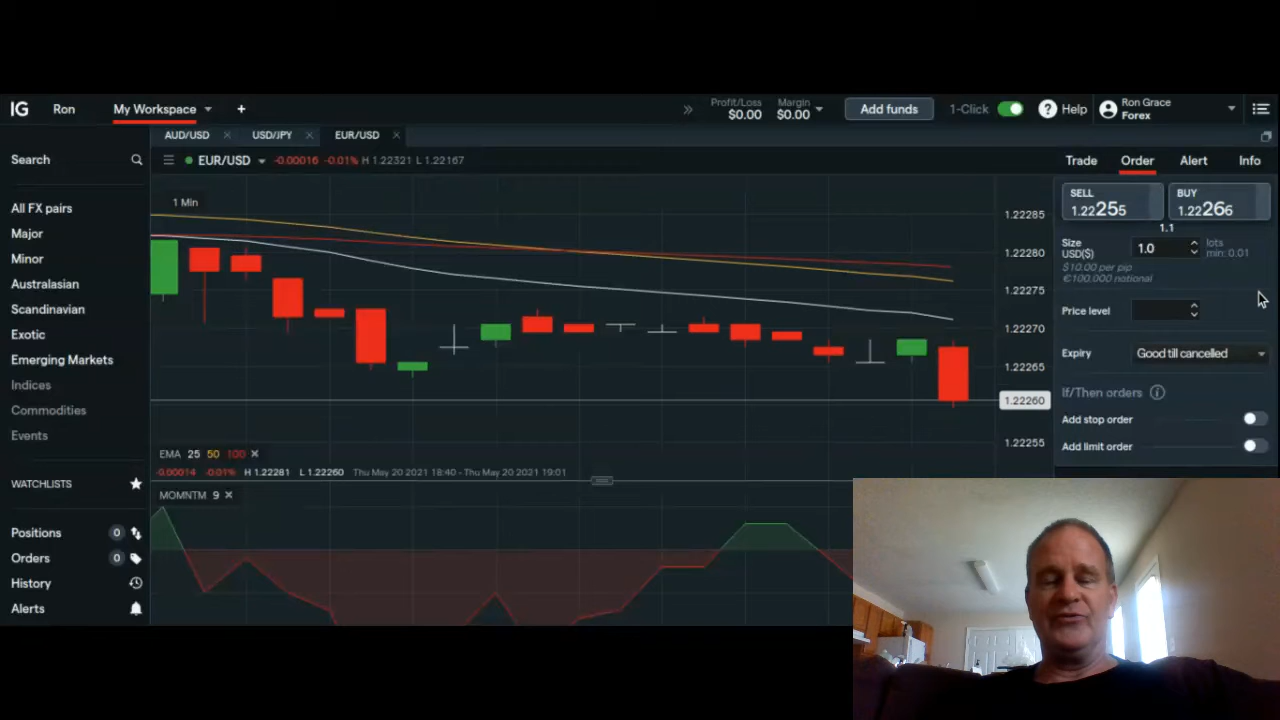 IG
Ron
My Workspace
+
»
Profit/Loss
$0.00
Margin
$0.00
Add funds
1-Click
? Help
Ron Grace
Forex
AUD/USD
USD/JPY
EUR/USD
Search
All FX pairs
Major
Minor
Australasian
Scandinavian
Exotic
Emerging Markets
Indices
Commodities
Events
WATCHLISTS
Positions 0
Orders 0
History
Alerts
EUR/USD -0.00016 -0.01% H 1.22321 L 1.22167
1 Min
1.22285
1.22280
1.22275
1.22270
1.22265
1.22260
1.22255
EMA 25 50 100
-0.00014 -0.01% H 1.22281 L 1.22260 Thu May 20 2021 18:40 - Thu May 20 2021 19:01
MOMNTM 9
Trade Order Alert Info
SELL
1.22255
BUY
1.22266
1.1
Size
USD($)
1.0
lots
min: 0.01
$10.00 per pip
€100,000 notional
Price level
Expiry Good till cancelled
If/Then orders i
Add stop order
Add limit order